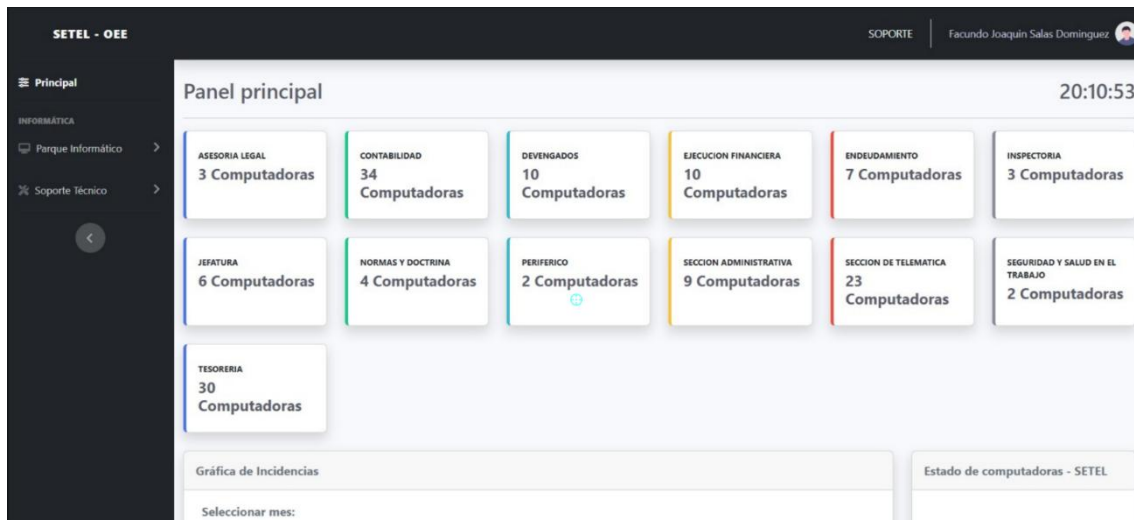 SETEL - OEE
SOPORTE
Facundo Joaquin Salas Dominguez
Principal
INFORMÁTICA
Parque Informático
Soporte Técnico
Panel principal
20:10:53
ASESORIA LEGAL
3 Computadoras
CONTABILIDAD
34
Computadoras
DEVENGADOS
10
Computadoras
EJECUCION FINANCIERA
10
Computadoras
ENDEUDAMIENTO
7 Computadoras
INSPECTORIA
3 Computadoras
JEFATURA
6 Computadoras
NORMAS Y DOCTRINA
4 Computadoras
PERIFERICO
2 Computadoras
SECCION ADMINISTRATIVA
9 Computadoras
SECCION DE TELEMATICA
23
Computadoras
SEGURIDAD Y SALUD EN EL
TRABAJO
2 Computadoras
TESORERIA
30
Computadoras
Gráfica de Incidencias
Estado de computadoras - SETEL
Seleccionar mes: